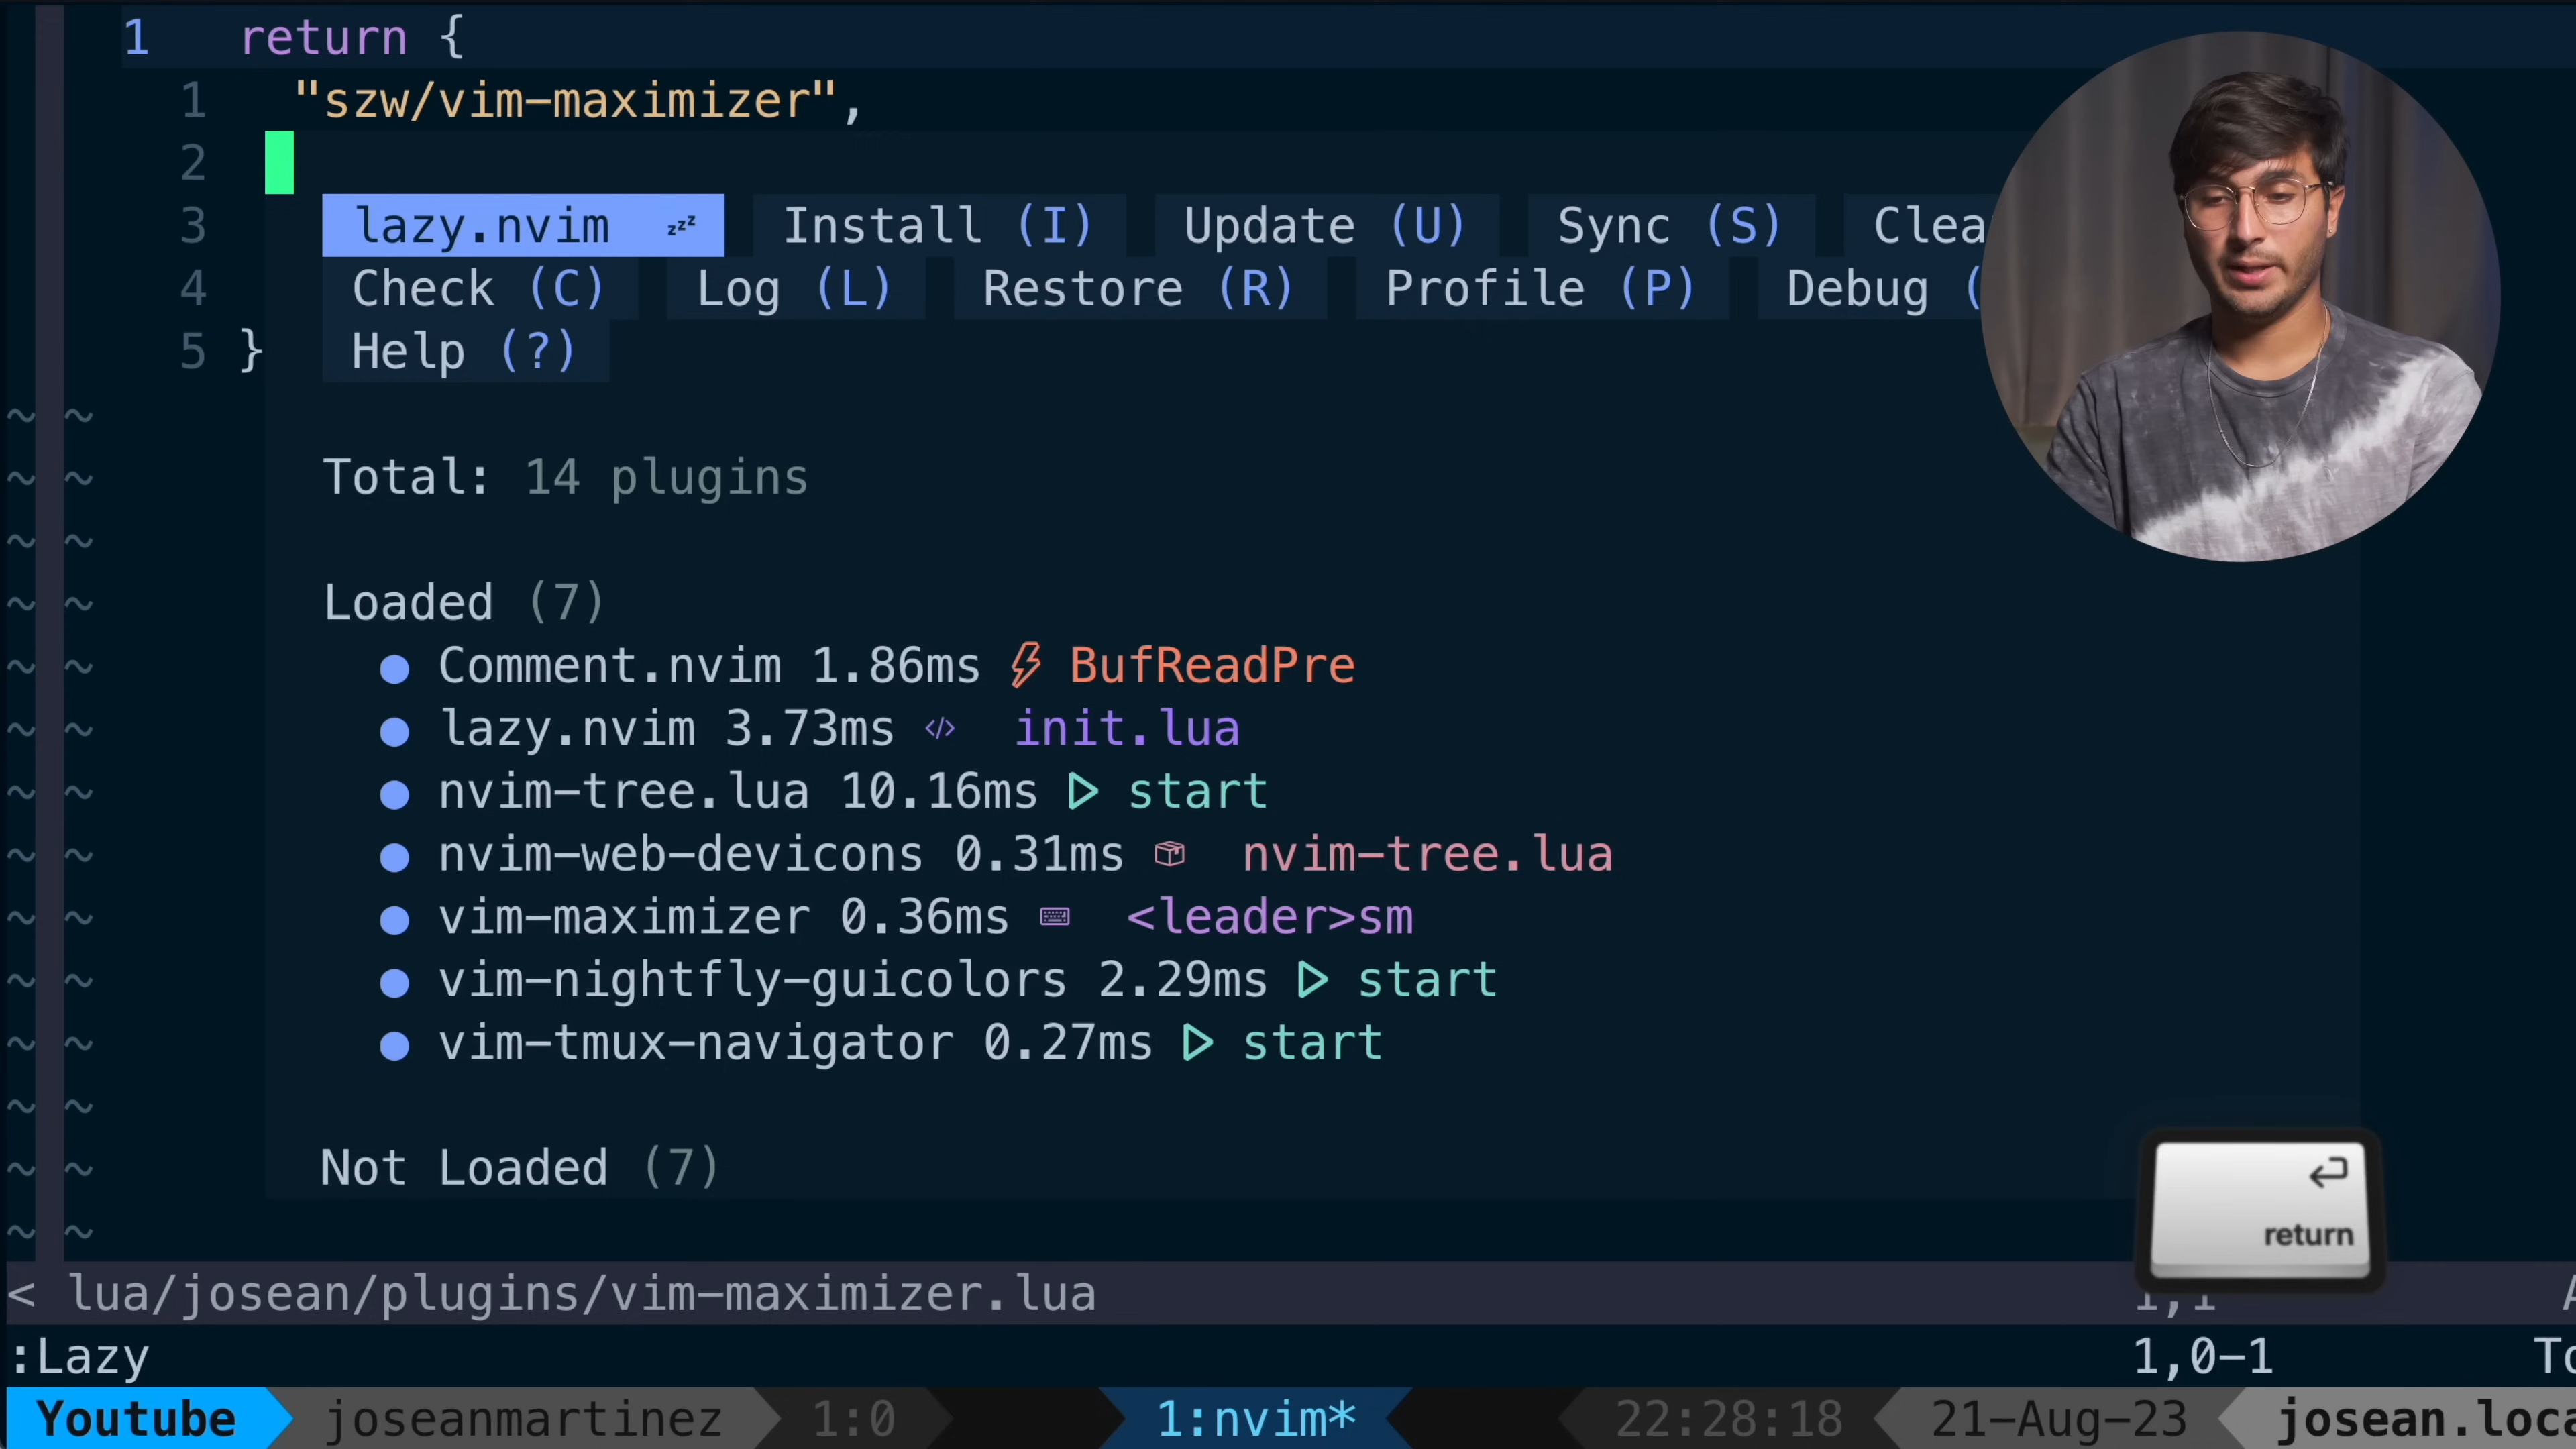 1 return {
1 "szw/vim-maximizer",
2
3 lazy.nvim zzz Install (I) Update (U) Sync (S) Clea
4 Check (C) Log (L) Restore (R) Profile (P) Debug (
5 } Help (?)
~ ~
~ ~ Total: 14 plugins
~ ~
~ ~ Loaded (7)
~ ~ ● Comment.nvim 1.86ms BufReadPre
~ ~ ● lazy.nvim 3.73ms </> init.lua
~ ~ ● nvim-tree.lua 10.16ms ▷ start
~ ~ ● nvim-web-devicons 0.31ms nvim-tree.lua
~ ~ ● vim-maximizer 0.36ms <leader>sm
~ ~ ● vim-nightfly-guicolors 2.29ms ▷ start
~ ~ ● vim-tmux-navigator 0.27ms ▷ start
~ ~
~ ~ Not Loaded (7)
~ ~
return
< lua/josean/plugins/vim-maximizer.lua 1,1 A
:Lazy 1,0-1 To
Youtube joseanmartinez 1:0 1:nvim* 22:28:18 21-Aug-23 josean.loca